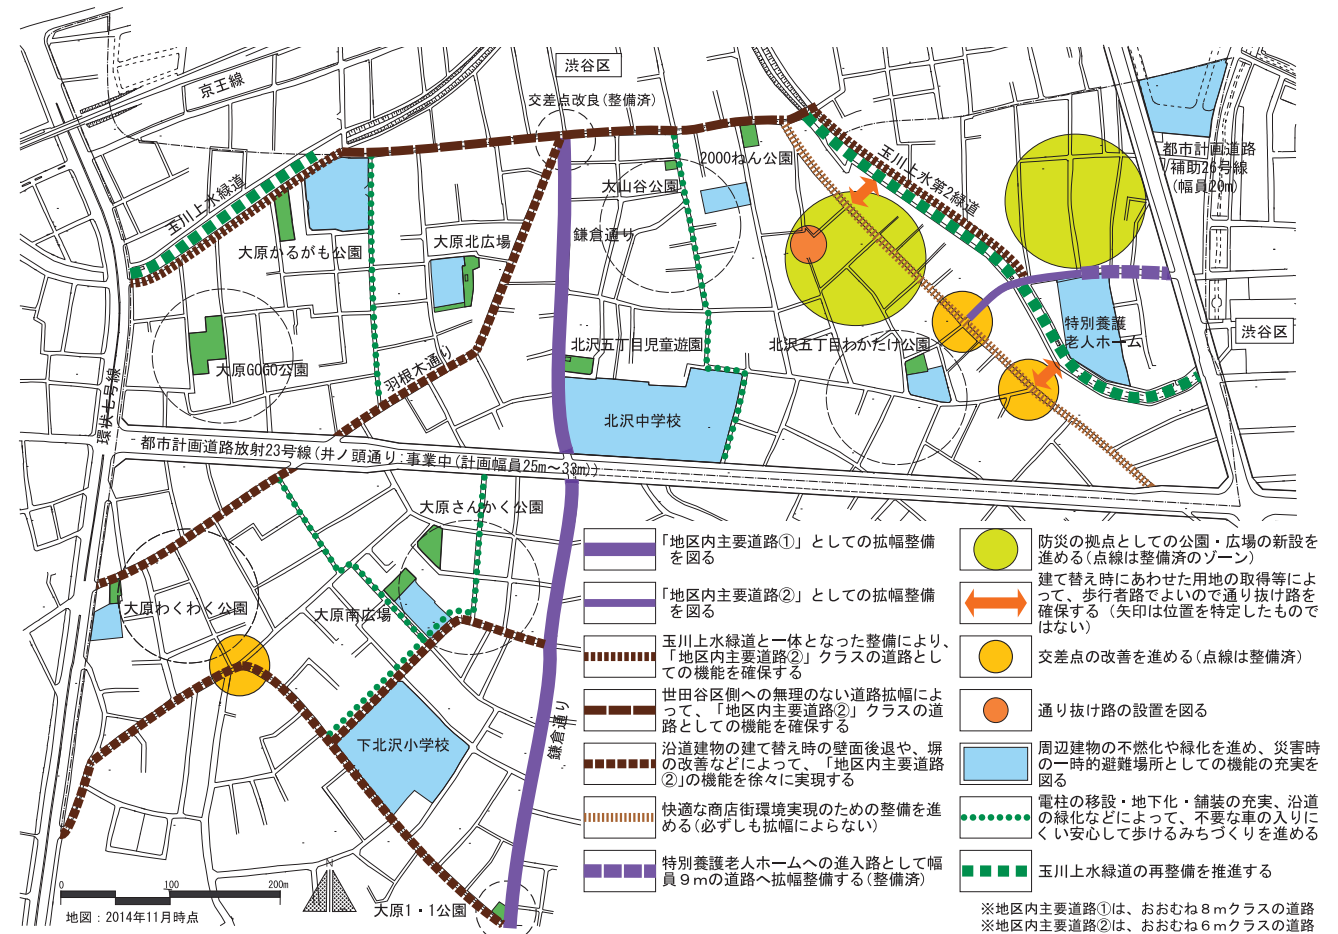 渋谷区
京王線
交差点改良(整備済)
2000ねん公園
大山谷公園
都市計画道路
補助26号線
(幅員20m)
玉川上水緑道
玉川上水第2緑道
大原かるがも公園
大原北広場
鎌倉通り
特別養護
老人ホーム
渋谷区
北沢五丁目児童遊園
北沢五丁目わかたけ公園
大原GOGO公園
羽根木通り
環状七号線
北沢中学校
都市計画道路放射23号線(井ノ頭通り:事業中(計画幅員25m〜33m))
大原さんかく公園
大原わくわく公園
大原南広場
下北沢小学校
鎌倉通り
大原1・1公園
N
0 100 200m
地図：2014年11月時点
「地区内主要道路①」としての拡幅整備
を図る
「地区内主要道路②」としての拡幅整備
を図る
玉川上水緑道と一体となった整備により、
「地区内主要道路②」クラスの道路とし
ての機能を確保する
世田谷区側への無理のない道路拡幅によ
って、「地区内主要道路②」クラスの道
路としての機能を確保する
沿道建物の建て替え時の壁面後退や、塀
の改善などによって、「地区内主要道路
②」の機能を徐々に実現する
快適な商店街環境実現のための整備を進
める(必ずしも拡幅によらない)
特別養護老人ホームへの進入路として幅
員９ｍの道路へ拡幅整備する(整備済)
防災の拠点としての公園・広場の新設を
進める(点線は整備済のゾーン)
建て替え時にあわせた用地の取得等によ
って、歩行者路でよいので通り抜け路を
確保する（矢印は位置を特定したもので
はない)
交差点の改善を進める(点線は整備済)
通り抜け路の設置を図る
周辺建物の不燃化や緑化を進め、災害時
の一時的避難場所としての機能の充実を
図る
電柱の移設・地下化・舗装の充実、沿道
の緑化などによって、不要な車の入りに
くい安心して歩けるみちづくりを進める
玉川上水緑道の再整備を推進する
※地区内主要道路①は、おおむね８ｍクラスの道路
※地区内主要道路②は、おおむね６ｍクラスの道路